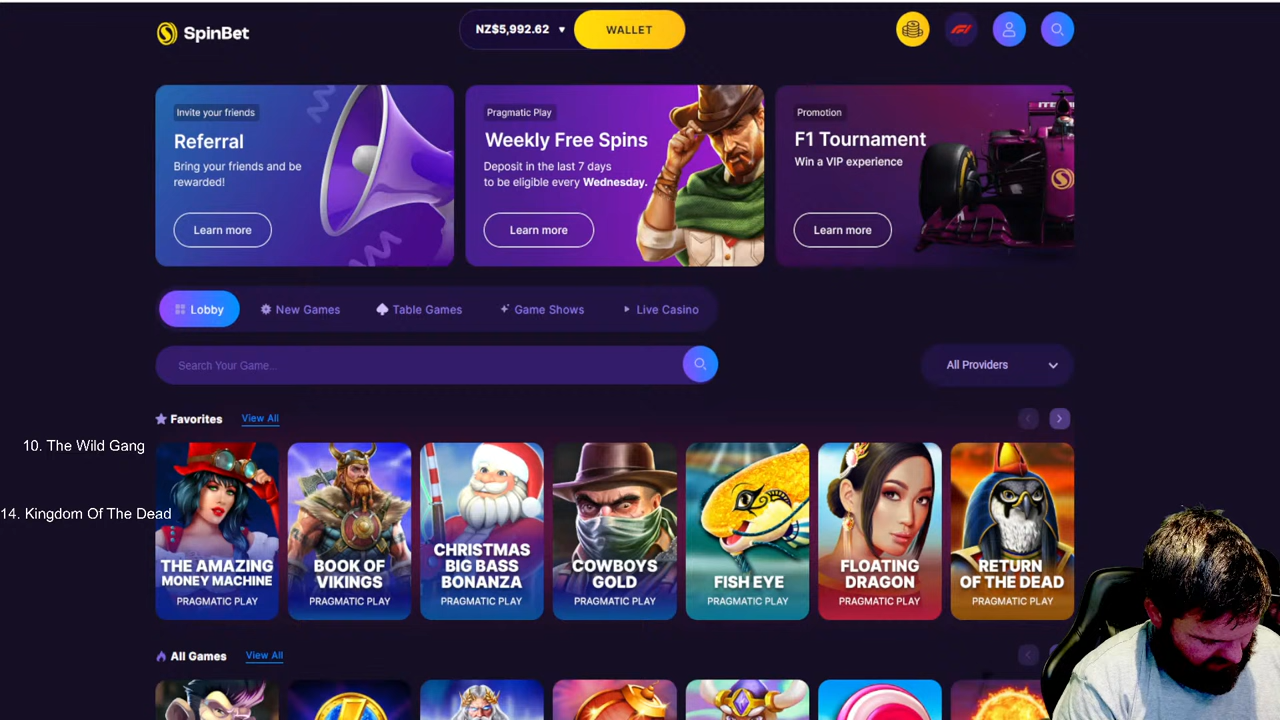 SpinBet
NZ$5,992.62
WALLET
Invite your friends
Referral
Bring your friends and be
rewarded!
Learn more
Pragmatic Play
Weekly Free Spins
Deposit in the last 7 days
to be eligible every Wednesday.
Learn more
Promotion
F1 Tournament
Win a VIP experience
Learn more
Lobby
New Games
Table Games
Game Shows
Live Casino
Search Your Game...
All Providers
Favorites
View All
10. The Wild Gang
14. Kingdom Of The Dead
THE AMAZING
MONEY MACHINE
PRAGMATIC PLAY
BOOK OF
VIKINGS
PRAGMATIC PLAY
CHRISTMAS
BIG BASS
BONANZA
PRAGMATIC PLAY
COWBOYS
GOLD
PRAGMATIC PLAY
FISH EYE
PRAGMATIC PLAY
FLOATING
DRAGON
PRAGMATIC PLAY
RETURN
OF THE DEAD
PRAGMATIC PLAY
All Games
View All